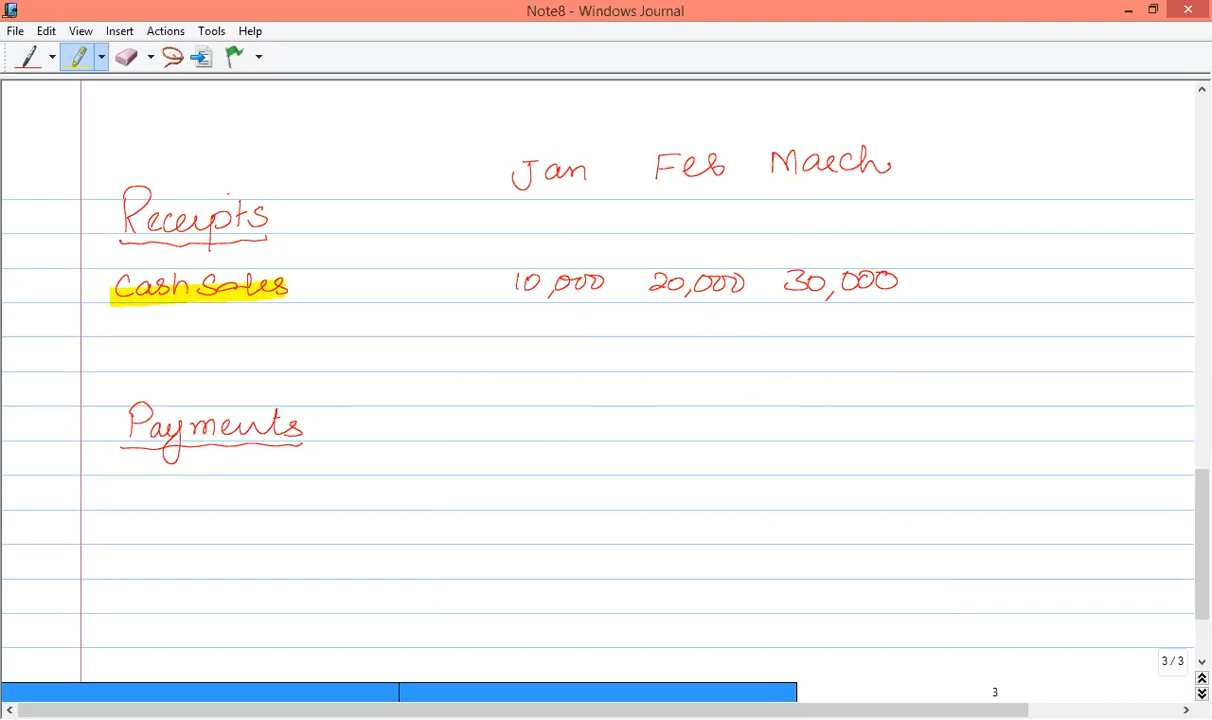 Note8 - Windows Journal
File Edit View Insert Actions Tools Help
Jan Feb March
Receipts
Cash Sales 10,000 20,000 30,000
Payments
3 / 3
3